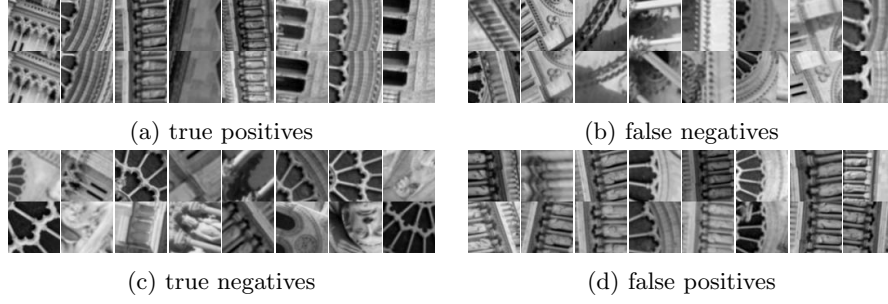 (a) true positives
(b) false negatives
(c) true negatives
(d) false positives